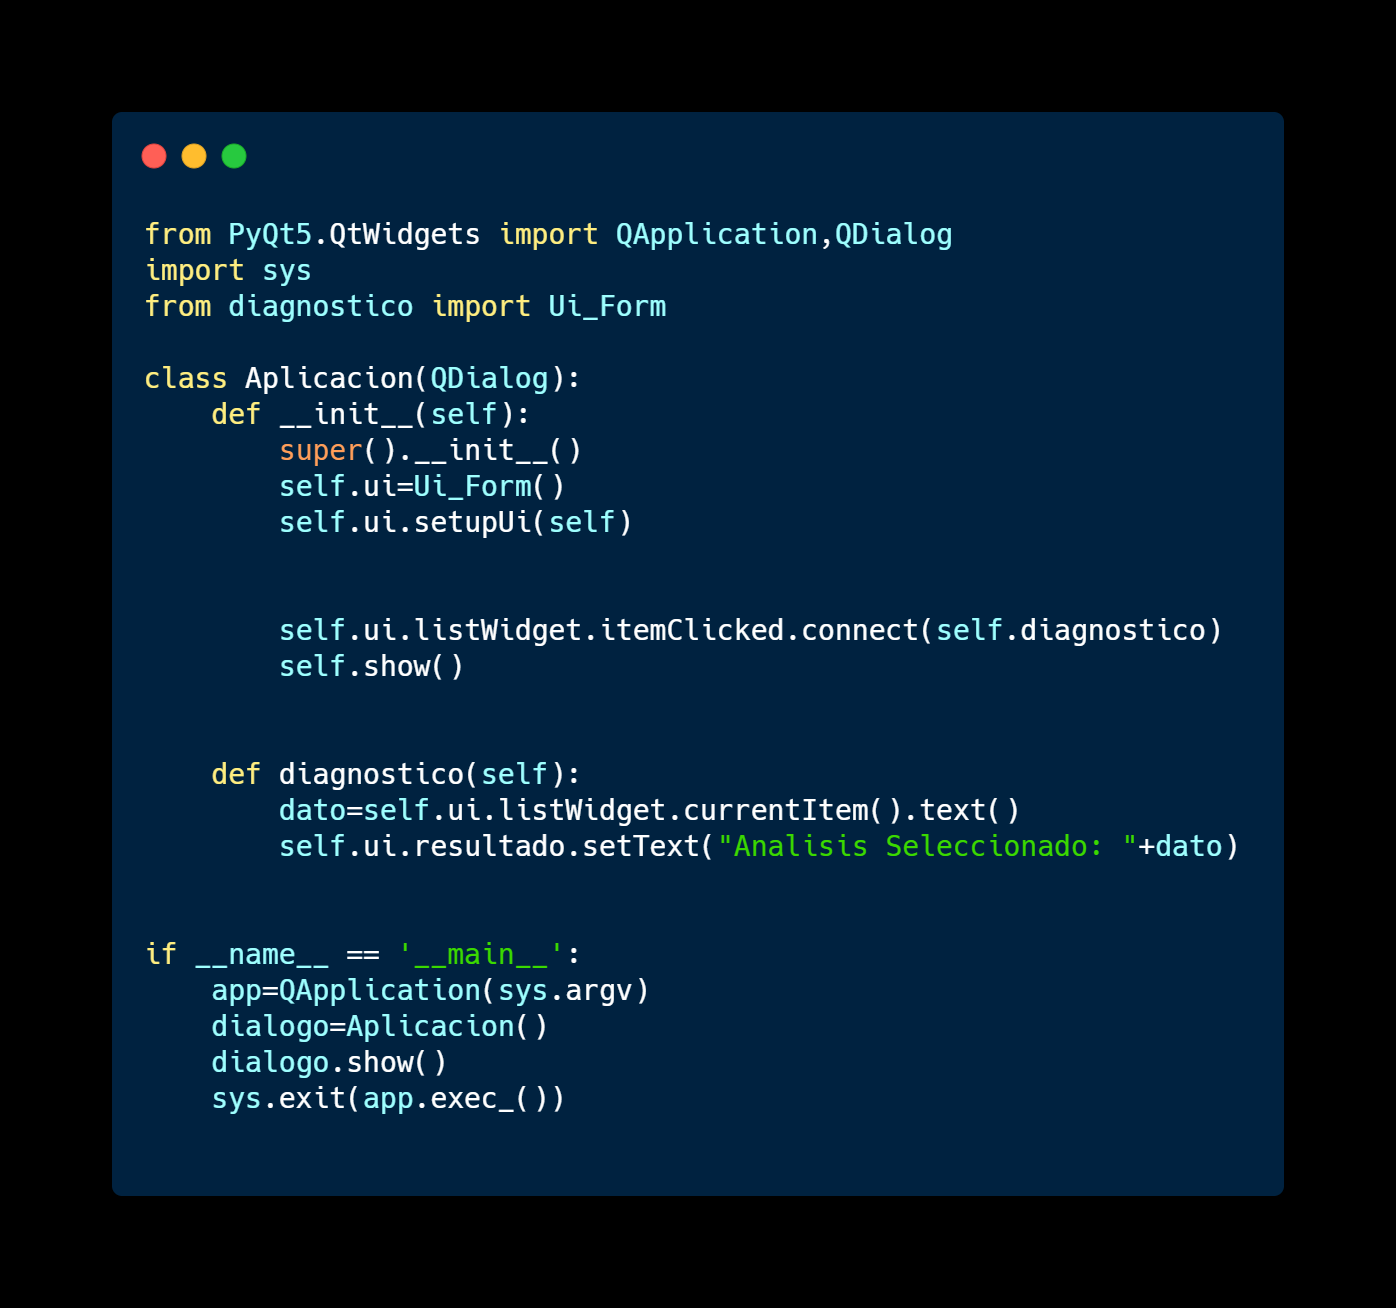 from PyQt5.QtWidgets import QApplication,QDialog
import sys
from diagnostico import Ui_Form

class Aplicacion(QDialog):
    def __init__(self):
        super().__init__()
        self.ui=Ui_Form()
        self.ui.setupUi(self)


        self.ui.listWidget.itemClicked.connect(self.diagnostico)
        self.show()


    def diagnostico(self):
        dato=self.ui.listWidget.currentItem().text()
        self.ui.resultado.setText("Analisis Seleccionado: "+dato)


if __name__ == '__main__':
    app=QApplication(sys.argv)
    dialogo=Aplicacion()
    dialogo.show()
    sys.exit(app.exec_())